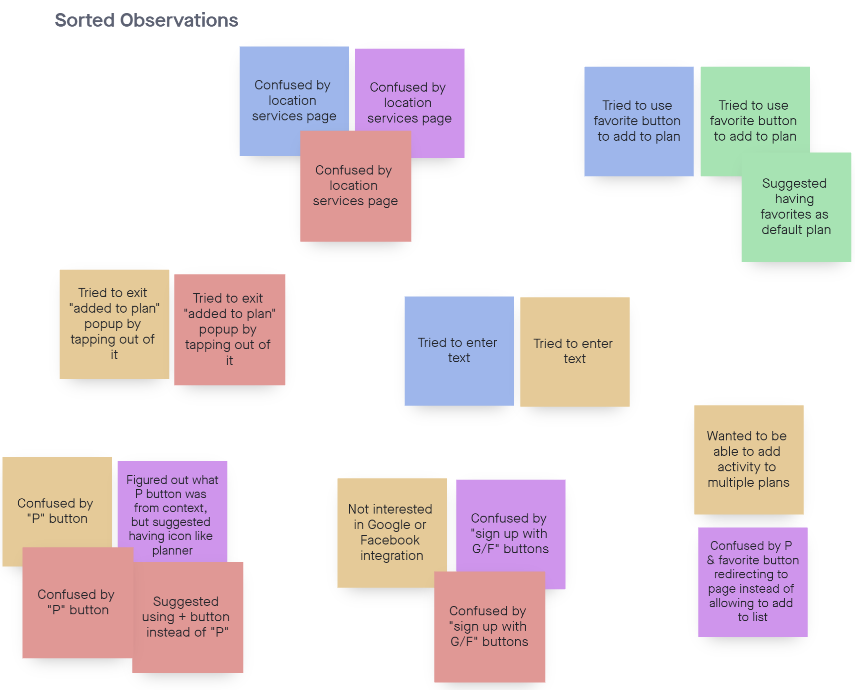 Sorted Observations
Confused by
location
services page
Confused by
location
services page
Confused by
location
services page
Tried to use
favorite button
to add to plan
Tried to use
favorite button
to add to plan
Suggested
having
favorites as
default plan
Tried to exit
"added to plan"
popup by
tapping out of
it
Tried to exit
"added to plan"
popup by
tapping out of
it
Tried to enter
text
Tried to enter
text
Wanted to be
able to add
activity to
multiple plans
Confused by P
& favorite button
redirecting to
page instead of
allowing to add
to list
Confused by
"P" button
Figured out what
P button was
from context,
but suggested
having icon like
planner
Confused by
"P" button
Suggested
using + button
instead of "P"
Not interested
in Google or
Facebook
integration
Confused by
"sign up with
G/F" buttons
Confused by
"sign up with
G/F" buttons